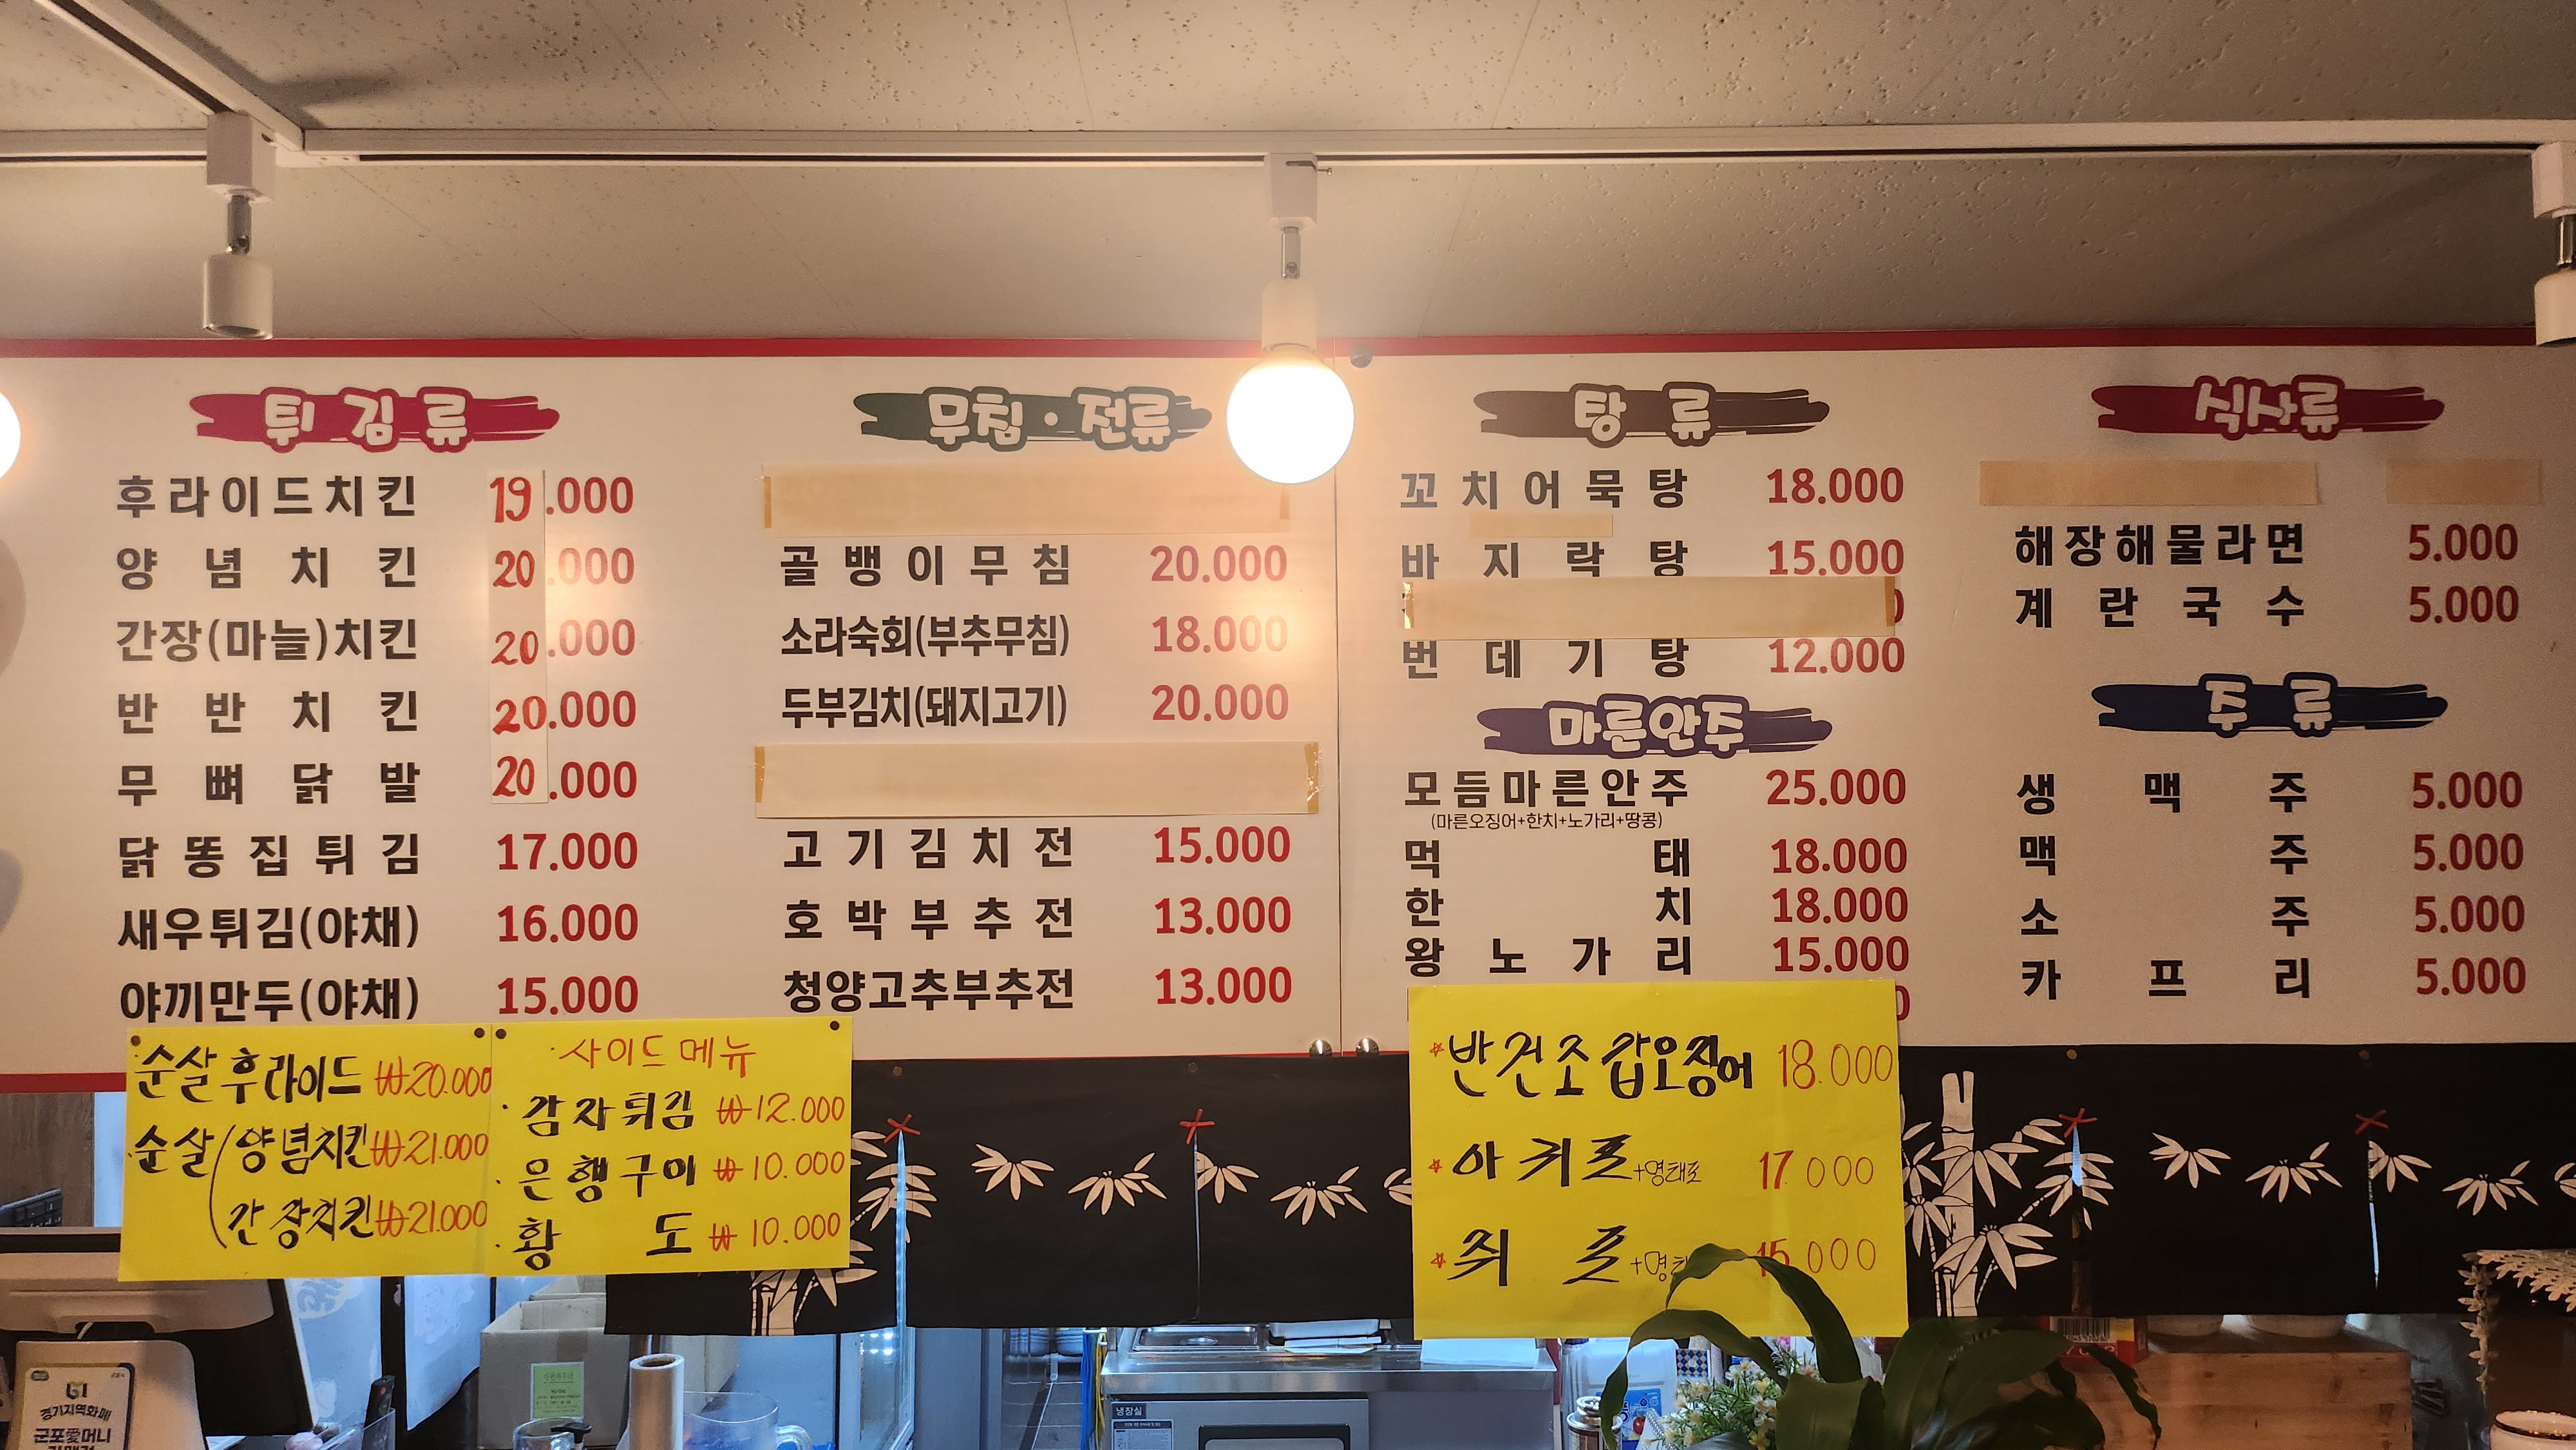 튀김류
후라이드치킨 19.000
양념치킨 20.000
간장(마늘)치킨 20.000
반반치킨 20.000
무뼈닭발 20.000
닭똥집튀김 17.000
새우튀김(야채) 16.000
야끼만두(야채) 15.000
무침·전류
골뱅이무침 20.000
소라숙회(부추무침) 18.000
두부김치(돼지고기) 20.000
고기김치전 15.000
호박부추전 13.000
청양고추부추전 13.000
탕류
꼬치어묵탕 18.000
바지락탕 15.000
번데기탕 12.000
마른안주
모듬마른안주 25.000
(마른오징어+한치+노가리+땅콩)
먹태 18.000
한치 18.000
왕노가리 15.000
식사류
해장해물라면 5.000
계란국수 5.000
주류
생맥주 5.000
맥주 5.000
소주 5.000
카프리 5.000
·순살후라이드 ₩20.000
·순살(양념치킨 ₩21.000
간장치킨 ₩21.000
·사이드메뉴
·감자튀김 ₩12.000
·은행구이 ₩10.000
·황도 ₩10.000
☆반건조갑오징어 18.000
☆아귀포 17.000
☆쥐포 15.000
경기지역화폐
군포愛머니
냉장실